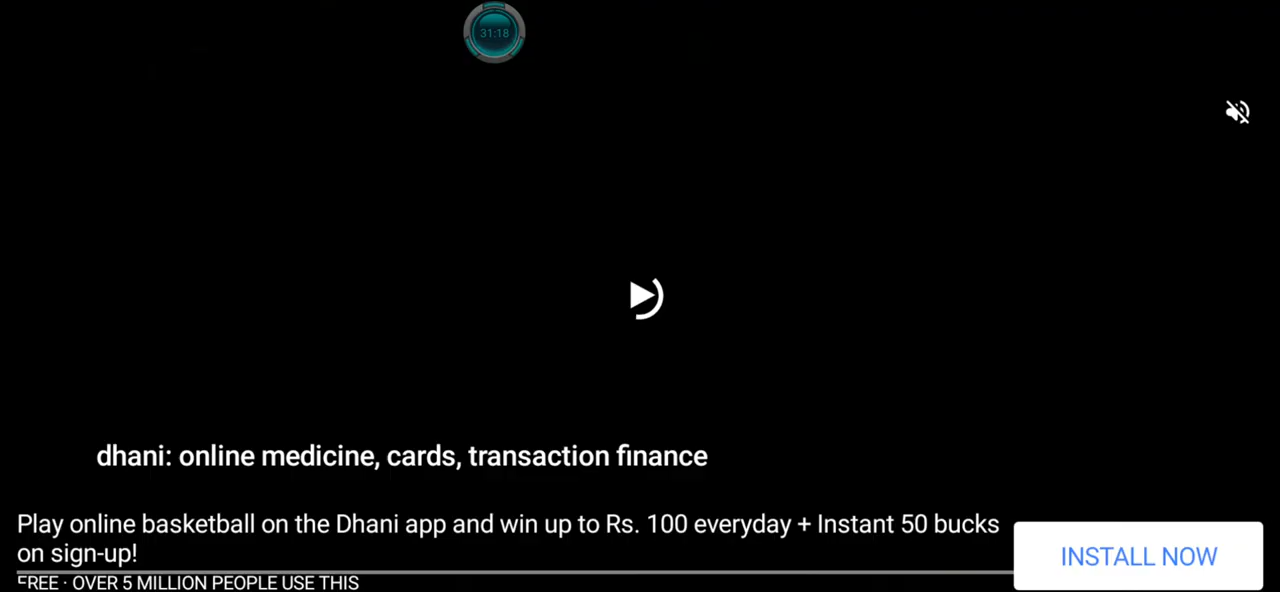 31:18
dhani: online medicine, cards, transaction finance
Play online basketball on the Dhani app and win up to Rs. 100 everyday + Instant 50 bucks
on sign-up!
INSTALL NOW
FREE · OVER 5 MILLION PEOPLE USE THIS